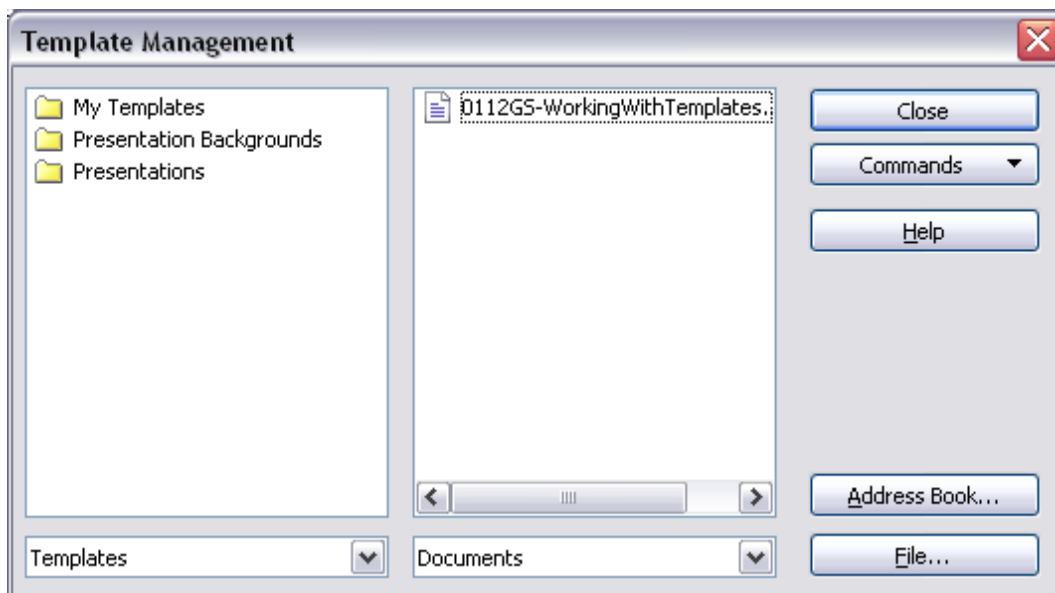 Template Management
My Templates
Presentation Backgrounds
Presentations
0112GS-WorkingWithTemplates.
Close
Commands
Help
Address Book...
Templates
Documents
File...